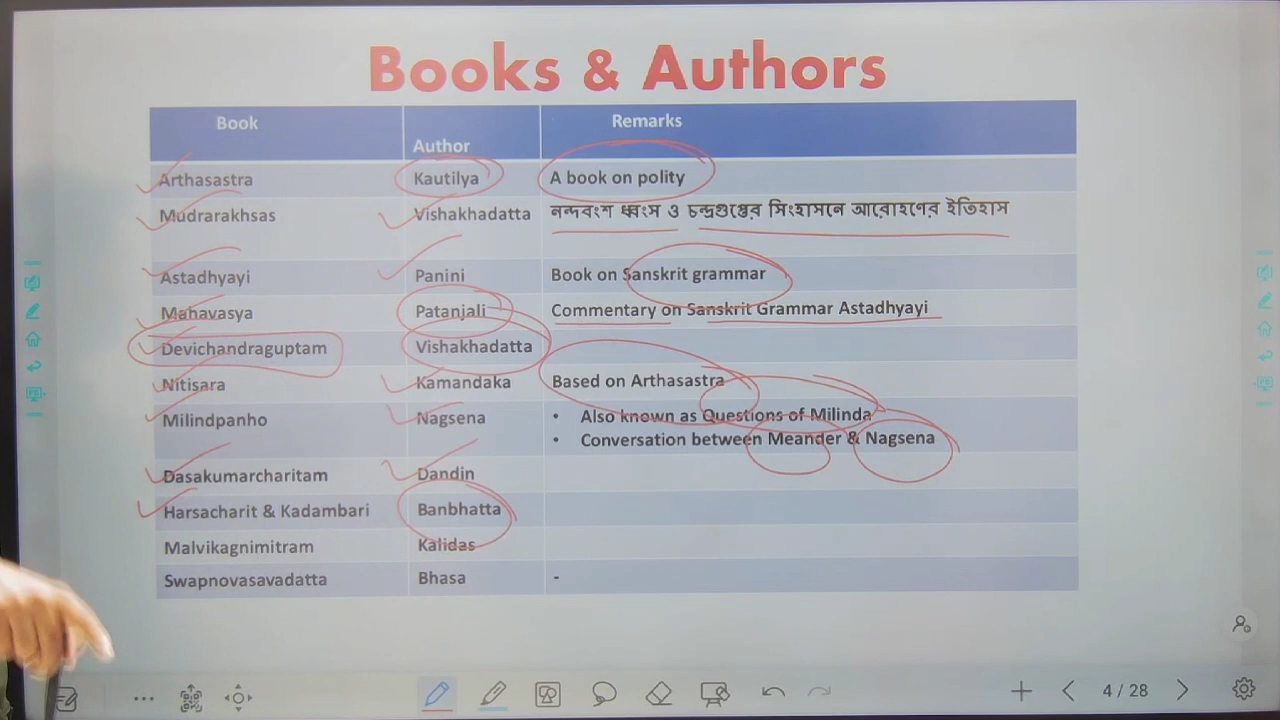 Books & Authors
Book Author Remarks
Arthasastra Kautilya A book on polity
Mudrarakhsas Vishakhadatta নন্দবংশ ধ্বংস ও চন্দ্রগুপ্তের সিংহাসনে আরোহণের ইতিহাস
Astadhyayi Panini Book on Sanskrit grammar
Mahavasya Patanjali Commentary on Sanskrit Grammar Astadhyayi
Devichandraguptam Vishakhadatta
Nitisara Kamandaka Based on Arthasastra
Milindpanho Nagsena • Also known as Questions of Milinda
• Conversation between Meander & Nagsena
Dasakumarcharitam Dandin
Harsacharit & Kadambari Banbhatta
Malvikagnimitram Kalidas
Swapnovasavadatta Bhasa -
4 / 28